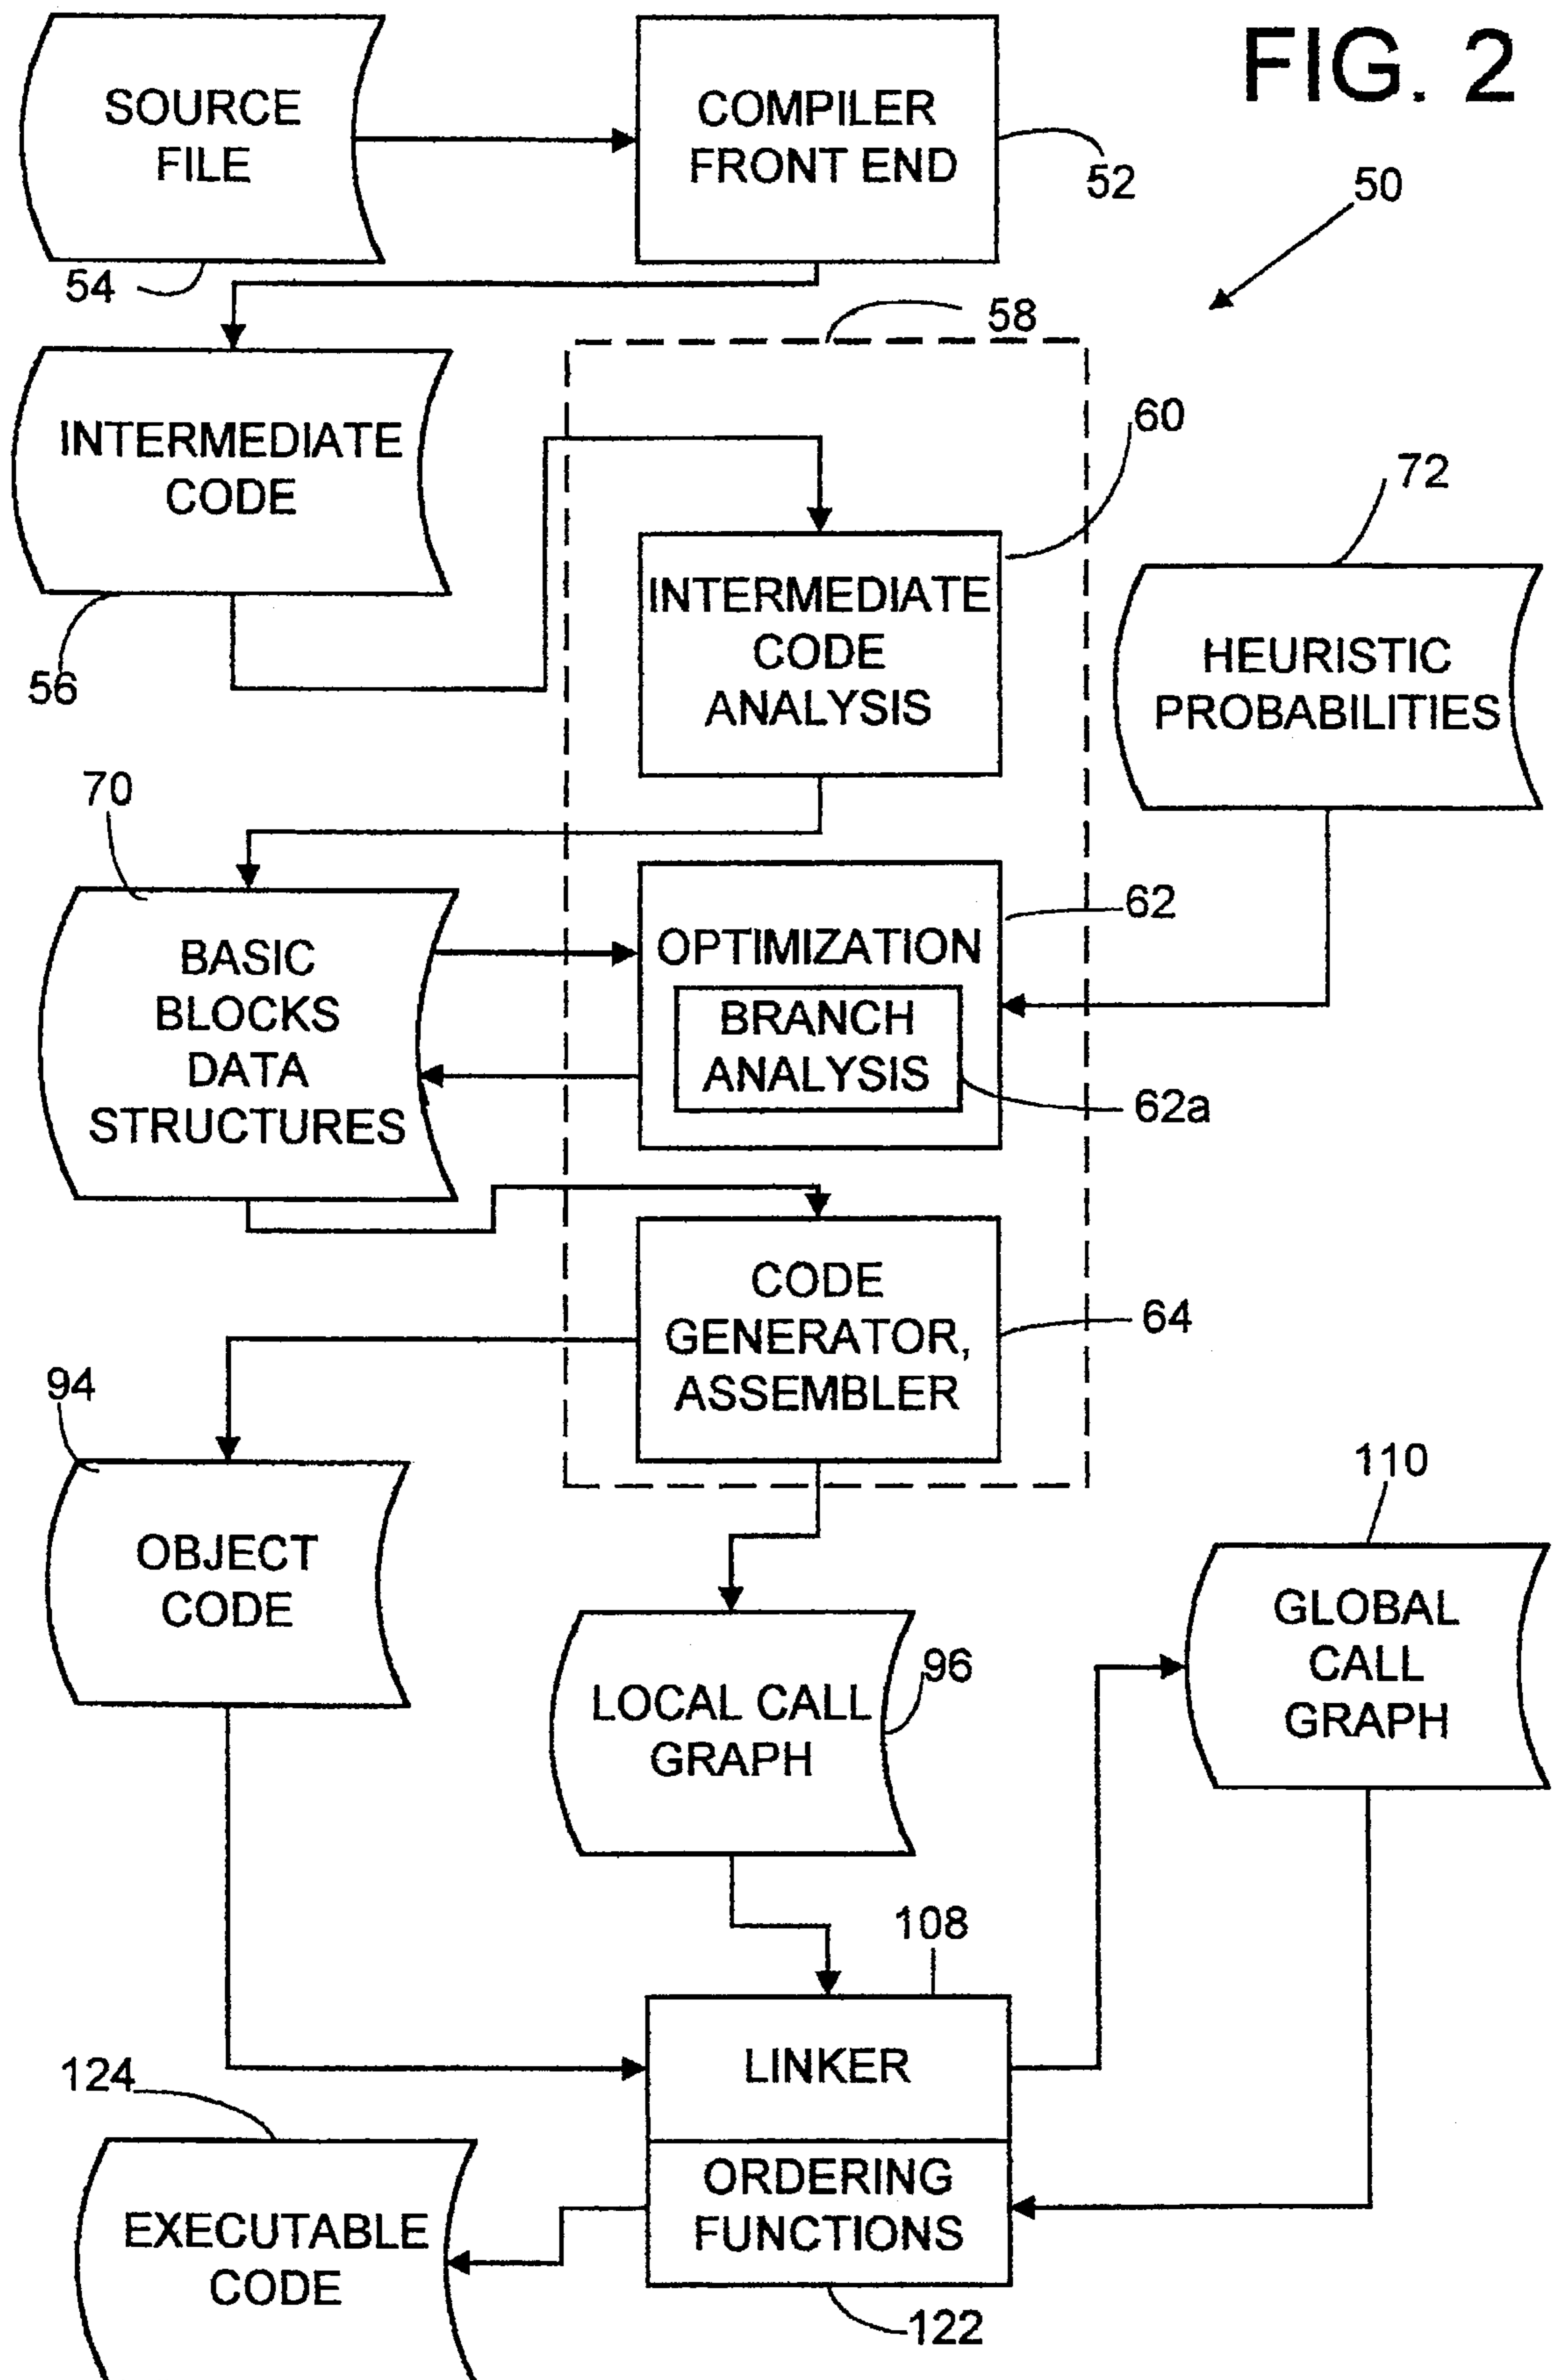 FIG. 2
SOURCE
FILE
COMPILER
FRONT END
52
50
54
58
INTERMEDIATE
CODE
60
72
56
INTERMEDIATE
CODE
ANALYSIS
HEURISTIC
PROBABILITIES
70
62
BASIC
BLOCKS
DATA
STRUCTURES
OPTIMIZATION
BRANCH
ANALYSIS
62a
CODE
GENERATOR,
ASSEMBLER
64
94
110
OBJECT
CODE
GLOBAL
CALL
GRAPH
LOCAL CALL
GRAPH
96
108
LINKER
124
ORDERING
FUNCTIONS
EXECUTABLE
CODE
122